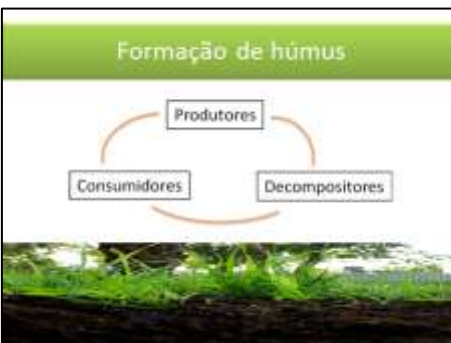 Formação de húmus
Produtores
Consumidores
Decompositores